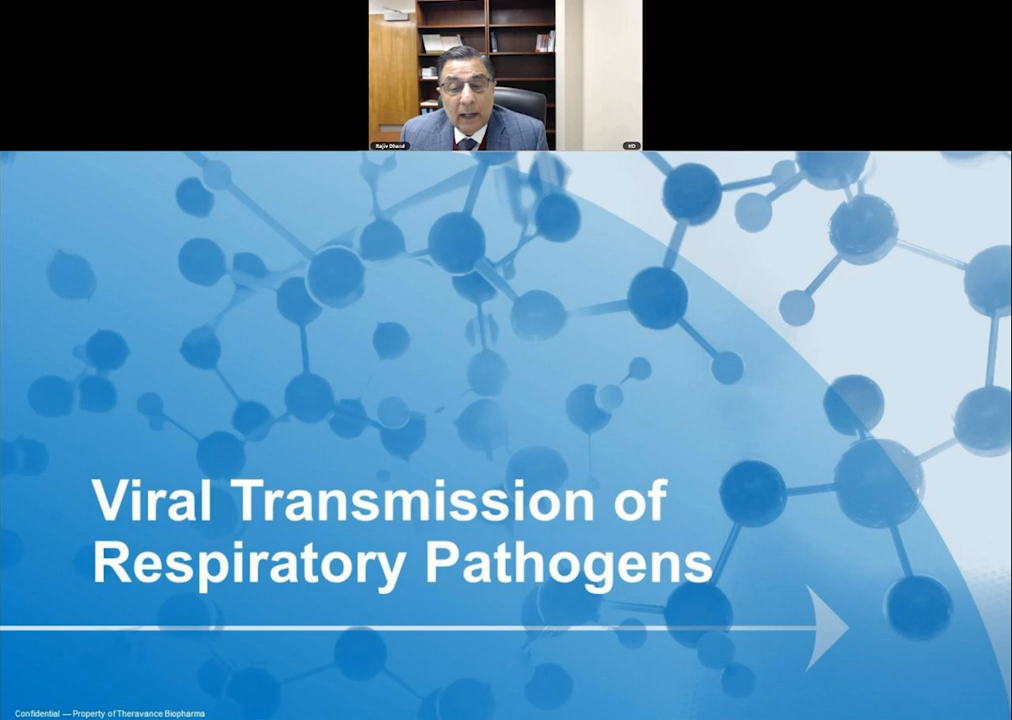 Rajiv Dhand
HD
Viral Transmission of
Respiratory Pathogens
Confidential — Property of Theravance Biopharma